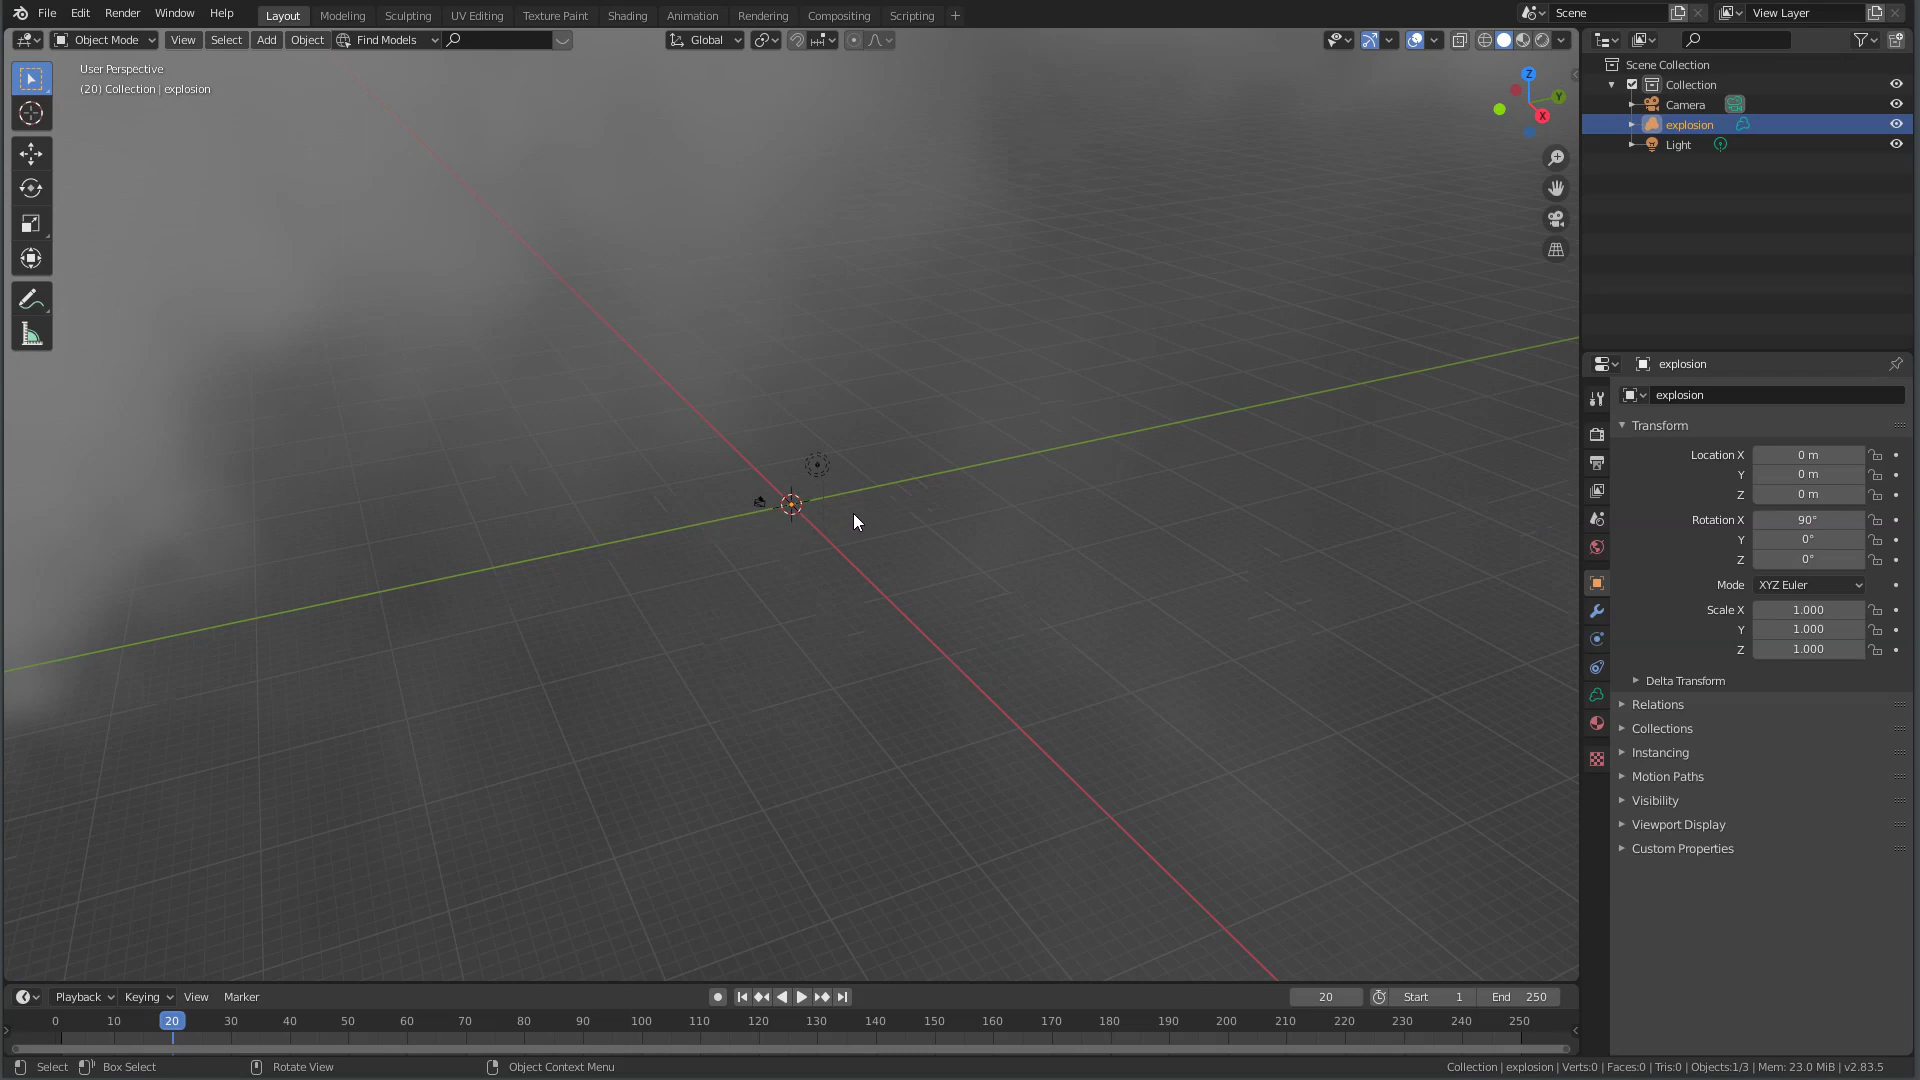 File Edit Render Window Help Layout Modeling Sculpting UV Editing Texture Paint Shading Animation Rendering Compositing Scripting + Scene View Layer
Object Mode View Select Add Object Find Models Global
User Perspective
(20) Collection | explosion
Z
Y
X
Scene Collection
Collection
Camera
explosion
Light
explosion
explosion
Transform
Location X 0 m
Y 0 m
Z 0 m
Rotation X 90°
Y 0°
Z 0°
Mode XYZ Euler
Scale X 1.000
Y 1.000
Z 1.000
Delta Transform
Relations
Collections
Instancing
Motion Paths
Visibility
Viewport Display
Custom Properties
Playback Keying View Marker 20 Start 1 End 250
0 10 20 30 40 50 60 70 80 90 100 110 120 130 140 150 160 170 180 190 200 210 220 230 240 250
Select Box Select Rotate View Object Context Menu Collection | explosion | Verts:0 | Faces:0 | Tris:0 | Objects:1/3 | Mem: 23.0 MiB | v2.83.5